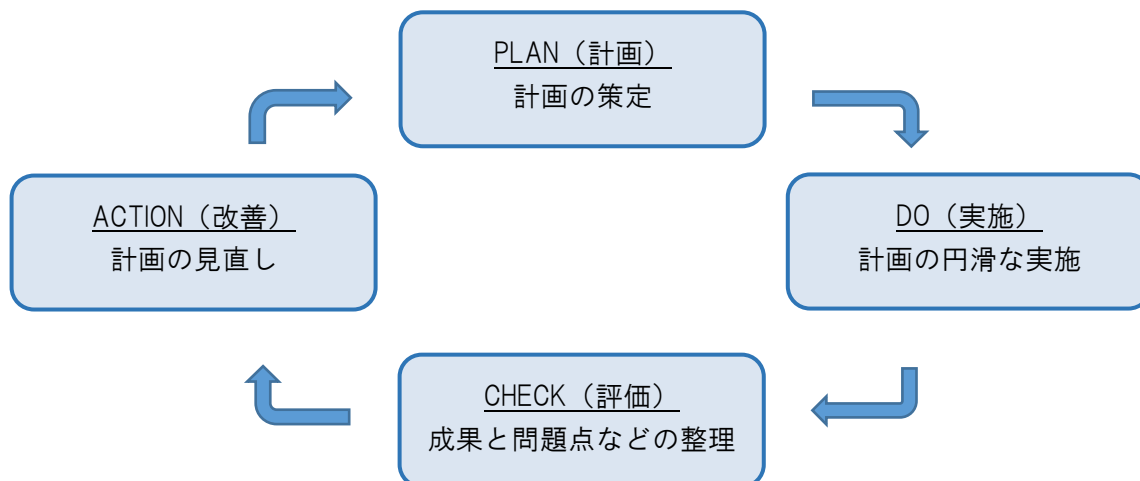 PLAN（計画）
計画の策定
DO（実施）
計画の円滑な実施
CHECK（評価）
成果と問題点などの整理
ACTION（改善）
計画の見直し